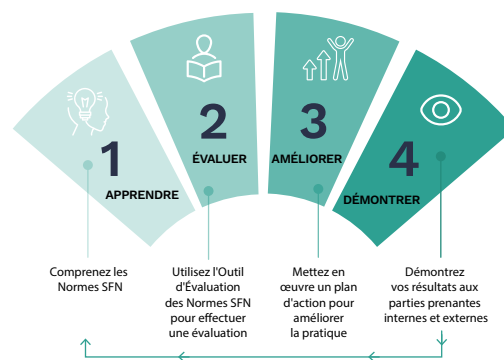 1
APPRENDRE
2
ÉVALUER
3
AMÉLIORER
4
DÉMONTRER
Comprenez les
Normes SFN
Utilisez l'Outil
d'Évaluation
des Normes SFN
pour effectuer
une évaluation
Mettez en
œuvre un plan
d'action pour
améliorer
la pratique
Démontrez
vos résultats aux
parties prenantes
internes et externes